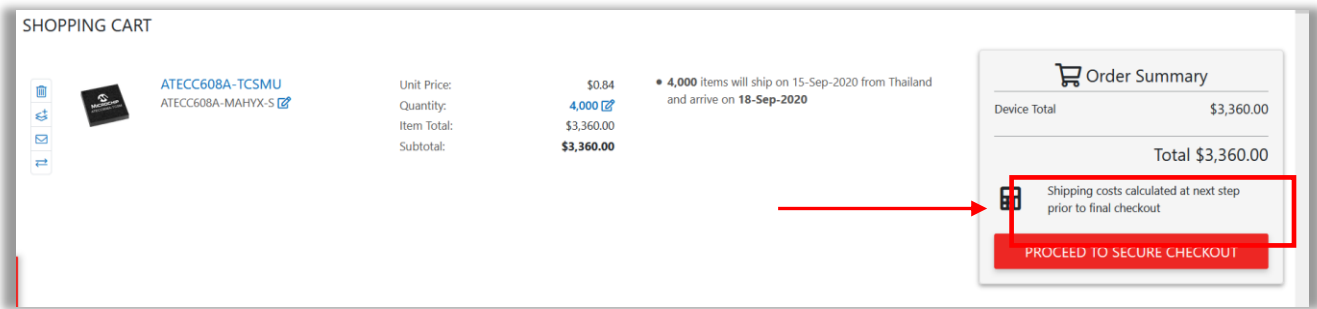 SHOPPING CART
MICROCHIP
ATECC608A-TCSMU
ATECC608A-MAHYX-S
Unit Price: $0.84
Quantity: 4,000
Item Total: $3,360.00
Subtotal: $3,360.00
• 4,000 items will ship on 15-Sep-2020 from Thailand
and arrive on 18-Sep-2020
Order Summary
Device Total $3,360.00
Total $3,360.00
Shipping costs calculated at next step
prior to final checkout
PROCEED TO SECURE CHECKOUT